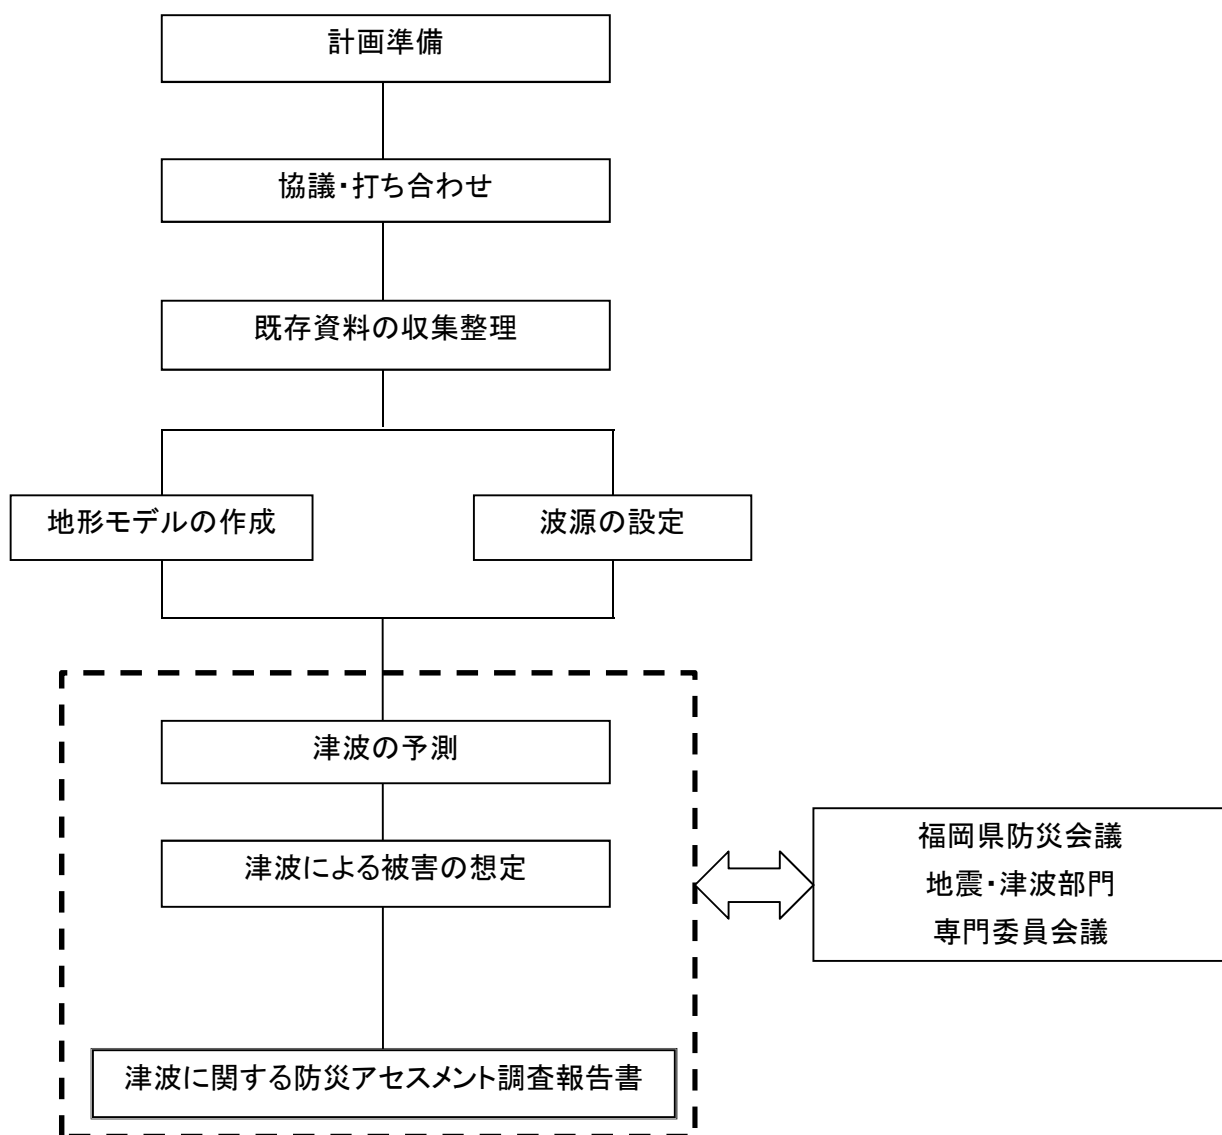 計画準備
協議・打ち合わせ
既存資料の収集整理
地形モデルの作成
波源の設定
津波の予測
津波による被害の想定
福岡県防災会議
地震・津波部門
専門委員会議
津波に関する防災アセスメント調査報告書